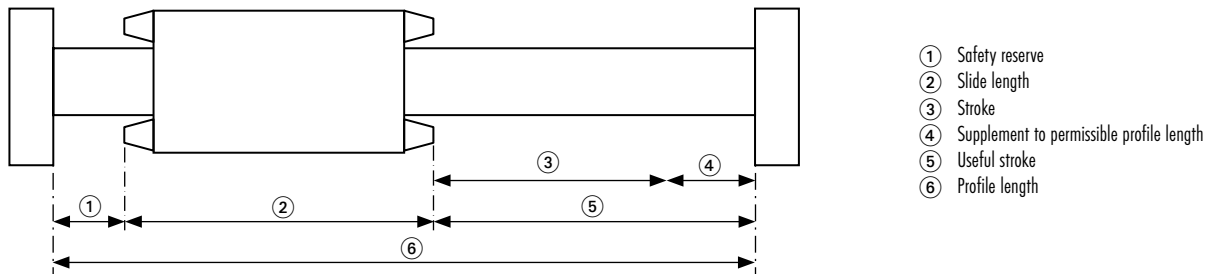 ③ ④
① ② ⑤
⑥
① Safety reserve
② Slide length
③ Stroke
④ Supplement to permissible profile length
⑤ Useful stroke
⑥ Profile length